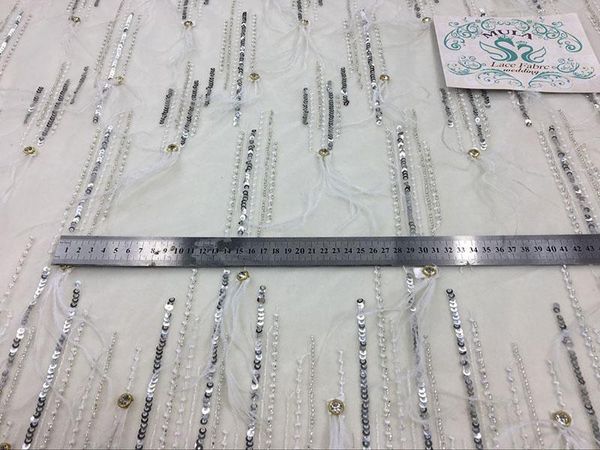 MULA
Lace Fabrc
wedding
1 2 3 4 5 6 7 8 9 10 11 12 13 14 15 16 17 18 19 20 21 22 23 24 25 26 27 28 29 30 31 32 33 34 35 36 37 38 39 40 41 42